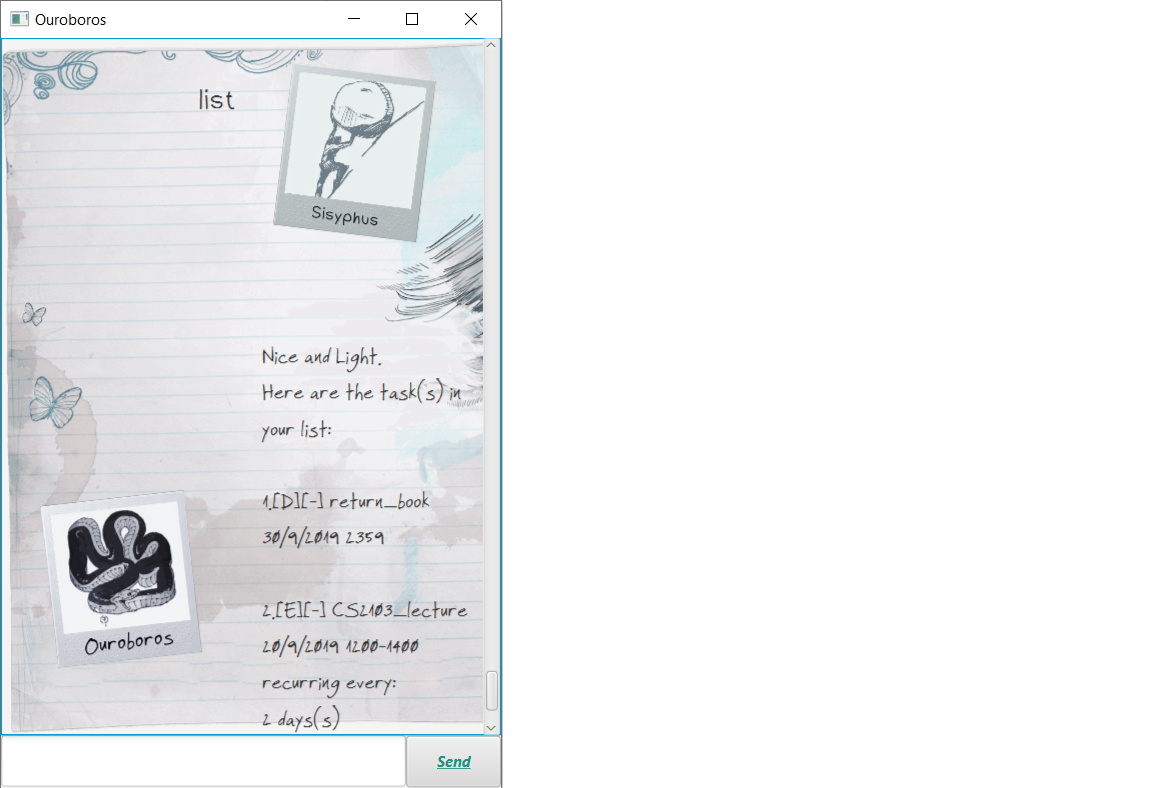 Ouroboros
list
Sisyphus
Nice and Light.
Here are the task(s) in
your list:
1.[D][-] return_book
30/9/2019 2359
Ouroboros
2.[E][-] CS2103_lecture
20/9/2019 1200-1400
recurring every:
2 days(s)
Send